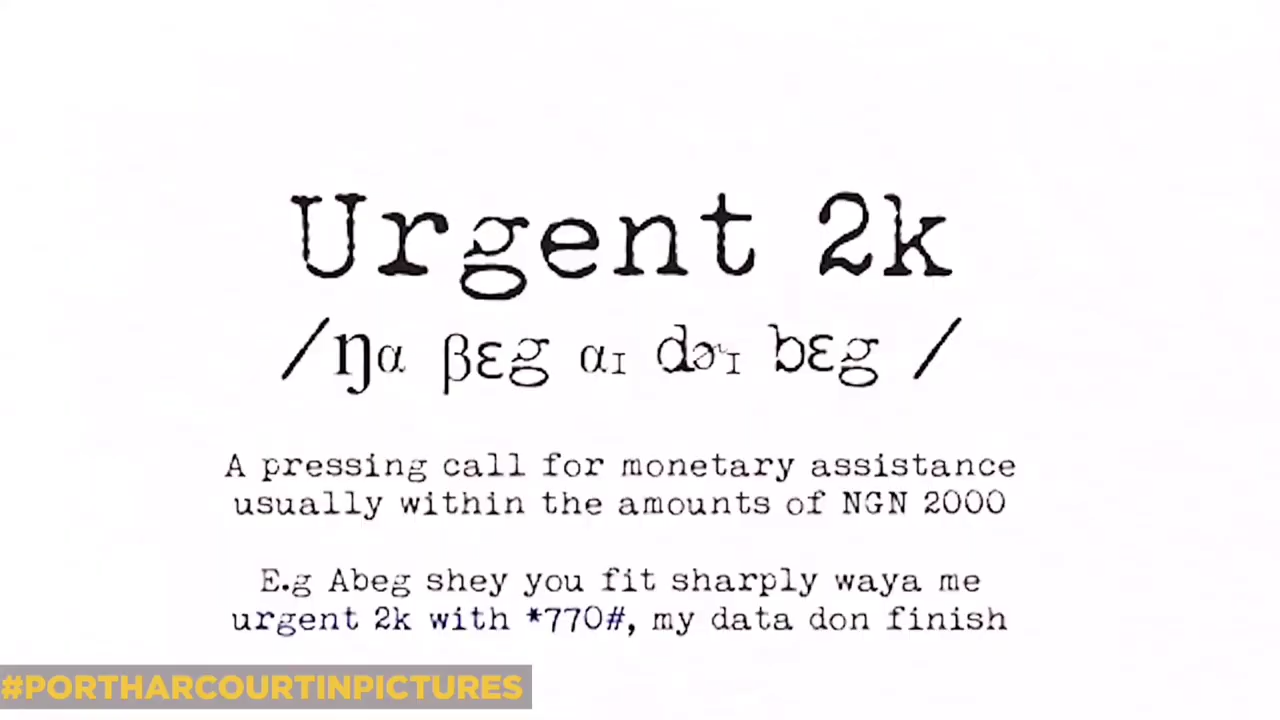 Urgent 2k
/ŋɑ βɛg ɑɪ dɚɪ bɛg /
A pressing call for monetary assistance
usually within the amounts of NGN 2000
E.g Abeg shey you fit sharply waya me
urgent 2k with *770#, my data don finish
#PORTHARCOURTINPICTURES